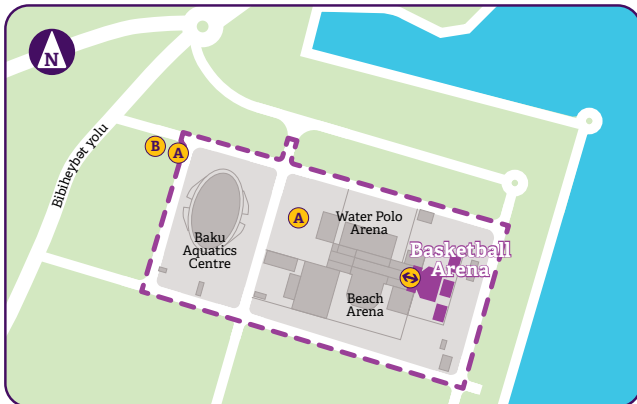 N
Bibiheybət yolu
B
A
A
Baku
Aquatics
Centre
Water Polo
Arena
Beach
Arena
Basketball
Arena